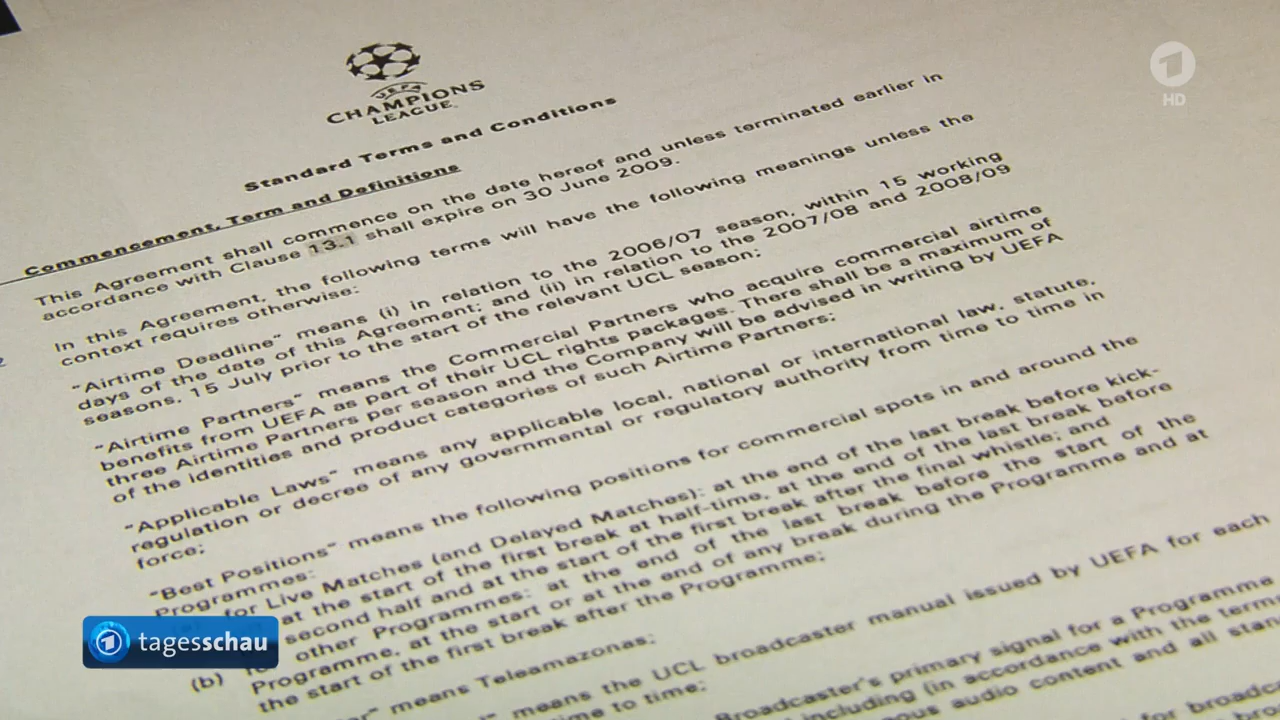 HD
UEFA
CHAMPIONS
LEAGUE
Standard Terms and Conditions
Commencement, Term and Definitions
This Agreement shall commence on the date hereof and unless terminated earlier in
accordance with Clause 13.1 shall expire on 30 June 2009.
In this Agreement, the following terms will have the following meanings unless the
context requires otherwise:
"Airtime Deadline" means (i) in relation to the 2006/07 season, within 15 working
days of the date of this Agreement; and (ii) in relation to the 2007/08 and 2008/09
seasons, 15 July prior to the start of the relevant UCL season;
"Airtime Partners" means the Commercial Partners who acquire commercial airtime
benefits from UEFA as part of their UCL rights packages. There shall be a maximum of
three Airtime Partners per season and the Company will be advised in writing by UEFA
of the identities and product categories of such Airtime Partners;
"Applicable Laws" means any applicable local, national or international law, statute,
regulation or decree of any governmental or regulatory authority from time to time in
force;
"Best Positions" means the following positions for commercial spots in and around the
Programmes:
for Live Matches (and Delayed Matches): at the end of the last break before kick-
at the start of the first break at half-time, at the end of the last break before
second half and at the start of the first break after the final whistle; and
(b) other Programmes: at the end of the last break before the start of the
Programme, at the start or at the end of any break during the Programme and at
the start of the first break after the Programme;
means Teleamazonas;
means the UCL broadcaster manual issued by UEFA for each
time to time;
Broadcaster's primary signal for a Programme
including (in accordance with the terms
audio content and all
for
tagesschau